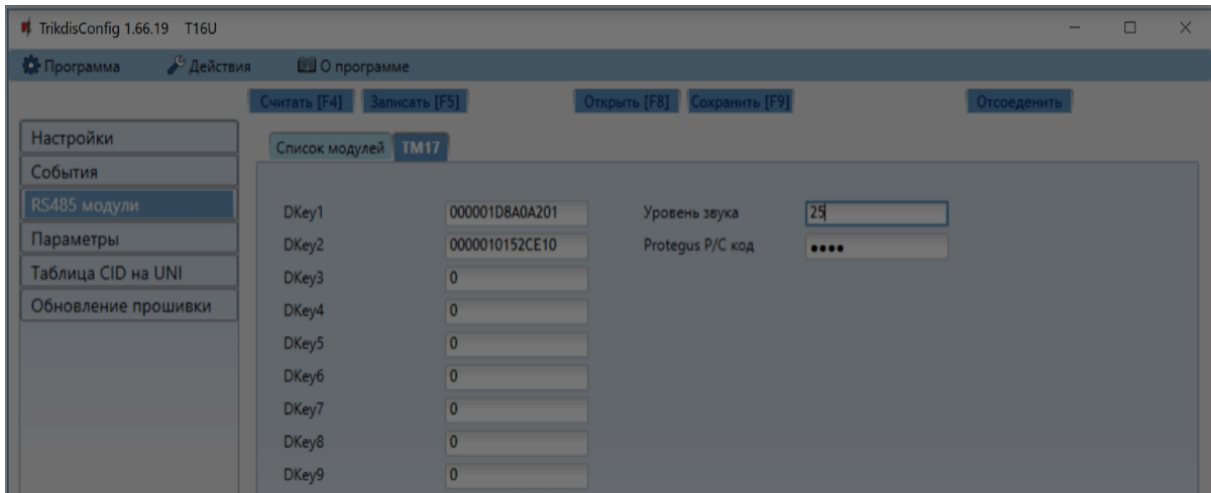 TrikdisConfig 1.66.19 T16U
Программа Действия О программе
Считать [F4] Записать [F5] Открыть [F8] Сохранить [F9] Отсоеденить
Настройки
События
RS485 модули
Параметры
Таблица CID на UNI
Обновление прошивки
Список модулей TM17
DKey1 000001D8A0A201 Уровень звука 25
DKey2 0000010152CE10 Protegus P/C код ••••
DKey3 0
DKey4 0
DKey5 0
DKey6 0
DKey7 0
DKey8 0
DKey9 0